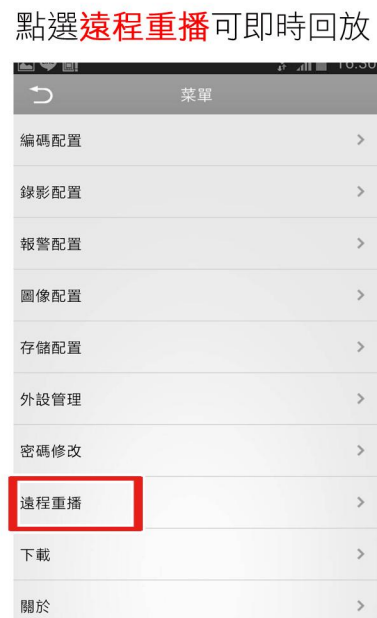 點選遠程重播可即時回放
16:30
菜單
編碼配置
錄影配置
報警配置
圖像配置
存儲配置
外設管理
密碼修改
遠程重播
下載
關於